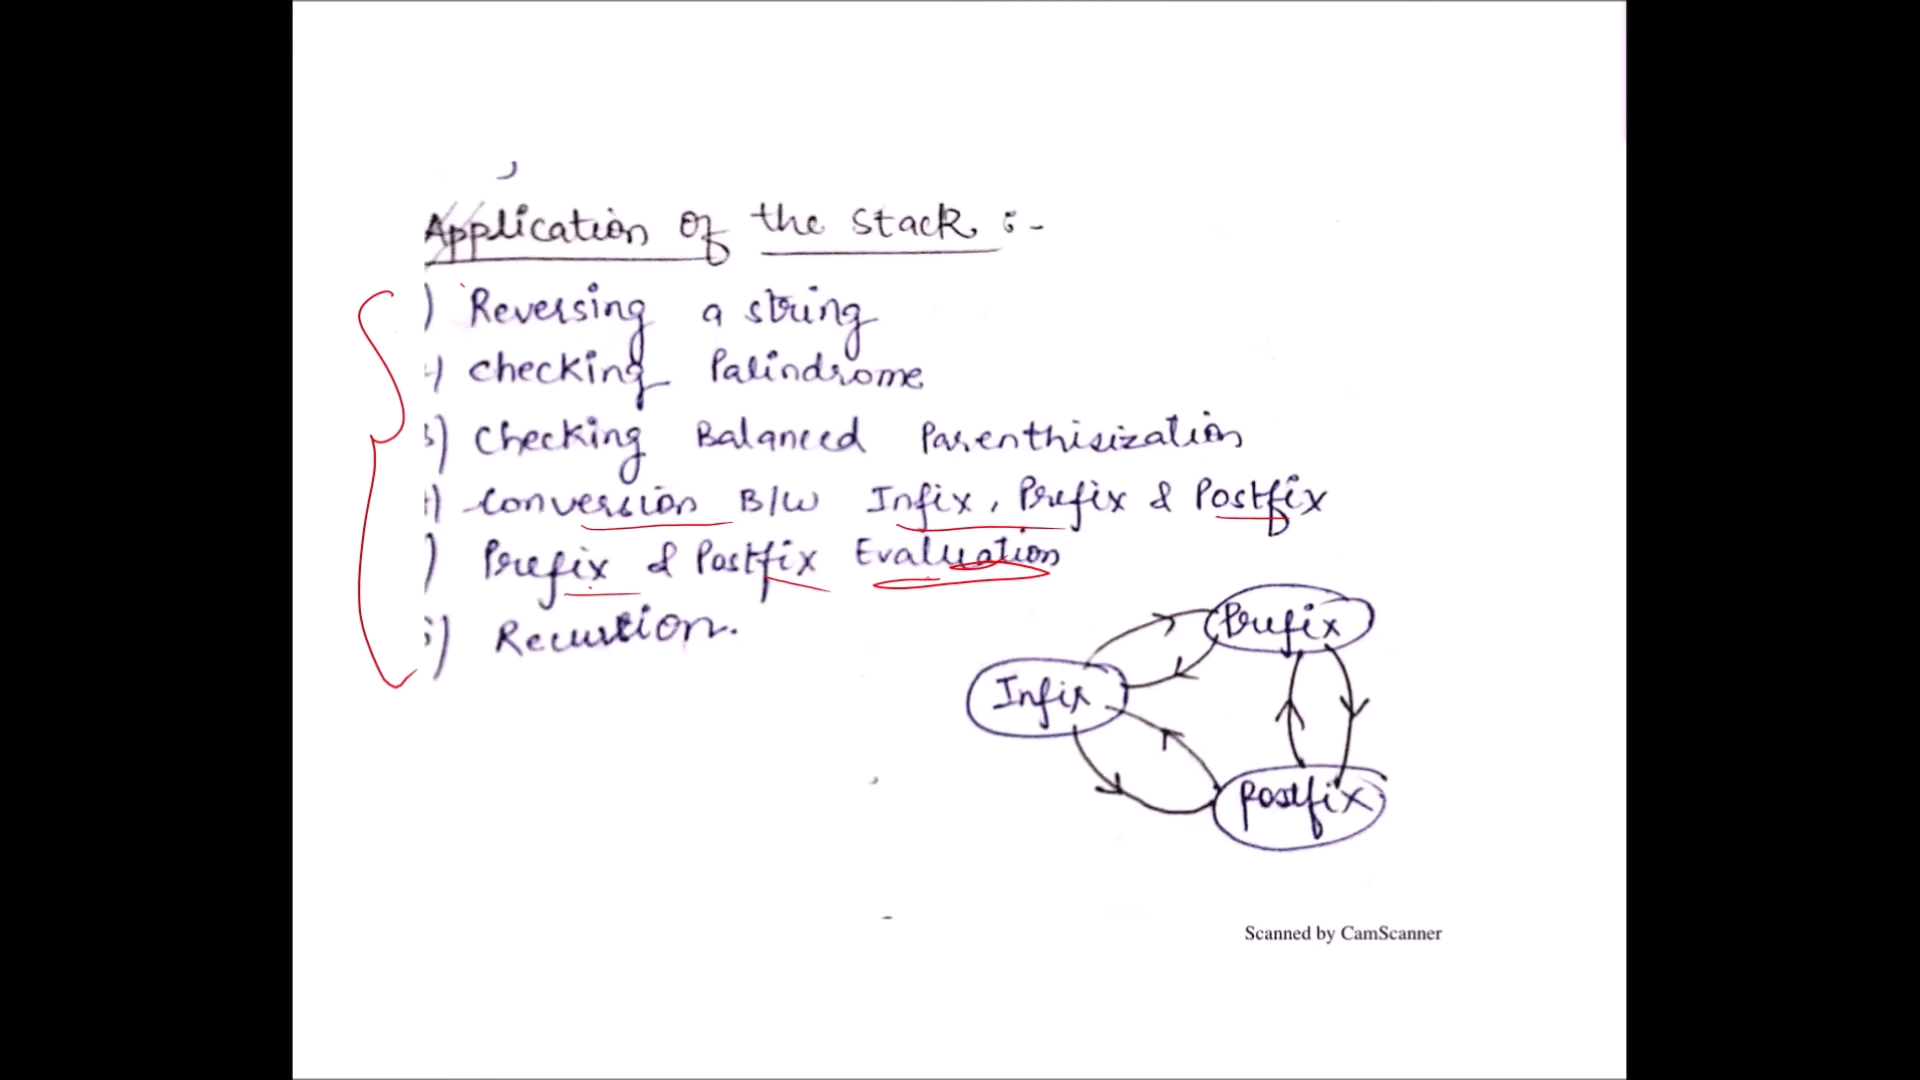 Application Of the Stack :-
) Reversing a string
) Checking Palindrome
3) Checking Balanced Parenthisization
) Conversion B/W Infix, Prefix & Postfix
) Prefix & Postfix Evaluation
) Recursion.
Prefix
Infix
Postfix
Scanned by CamScanner